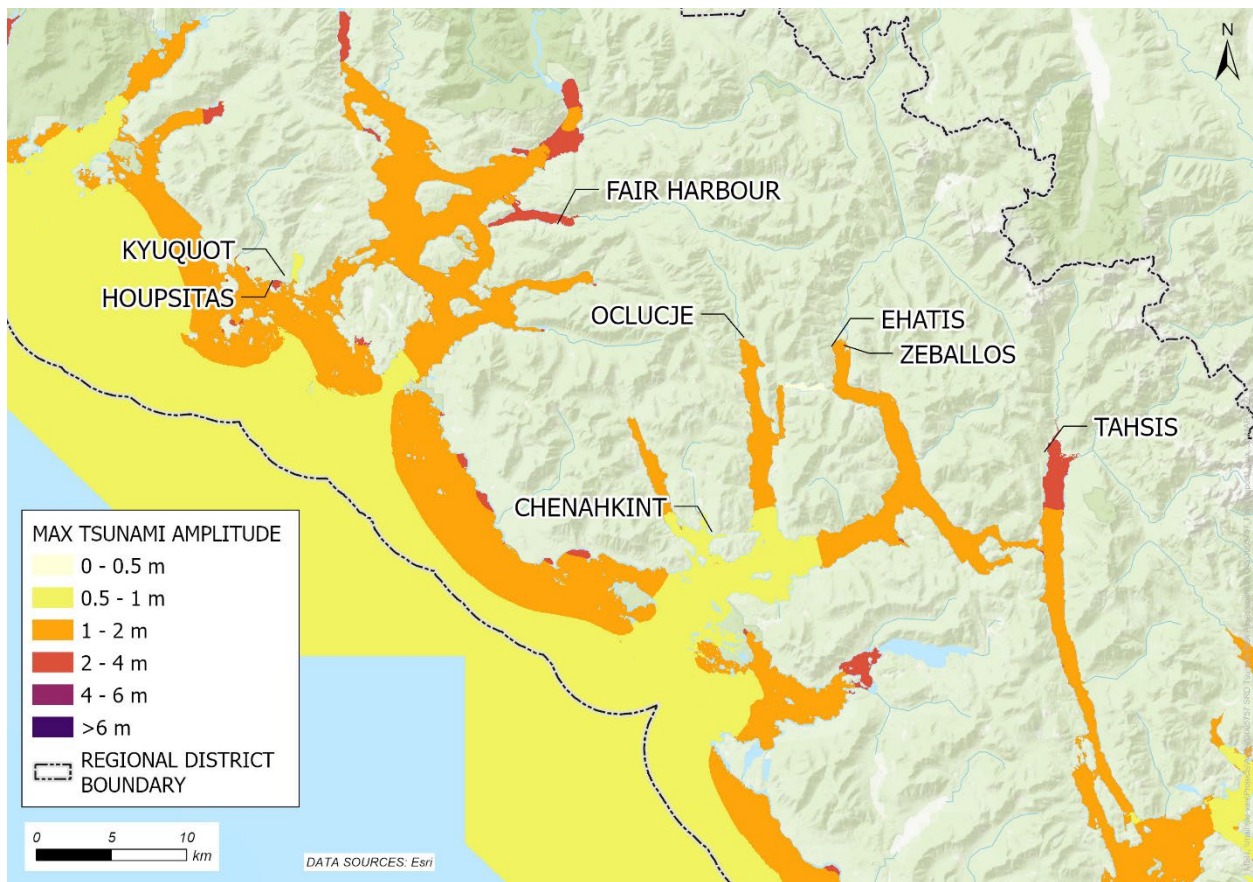 N
FAIR HARBOUR
KYUQUOT
HOUPSITAS
OCLUCJE
EHATIS
ZEBALLOS
TAHSIS
CHENAHKINT
MAX TSUNAMI AMPLITUDE
0 - 0.5 m
0.5 - 1 m
1 - 2 m
2 - 4 m
4 - 6 m
>6 m
REGIONAL DISTRICT
BOUNDARY
0 5 10
km
DATA SOURCES: Esri